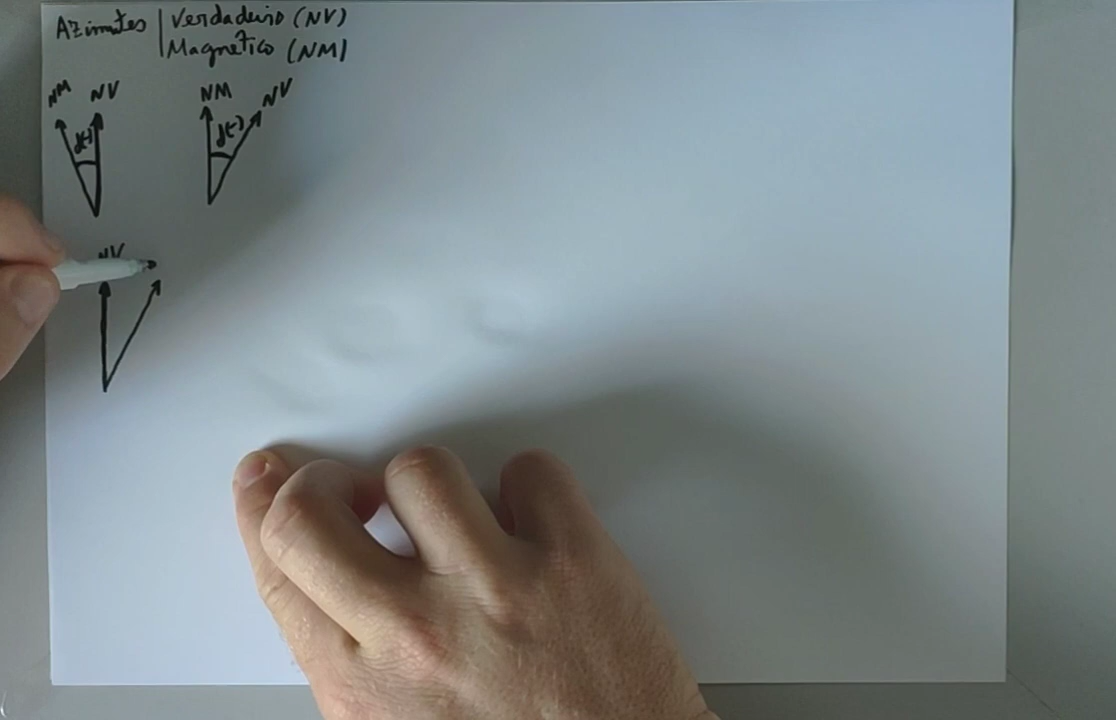 Azimutes | Verdadeiro (NV)
Magnético (NM)
NM NV NM NV
δ(-) δ(-)
NV